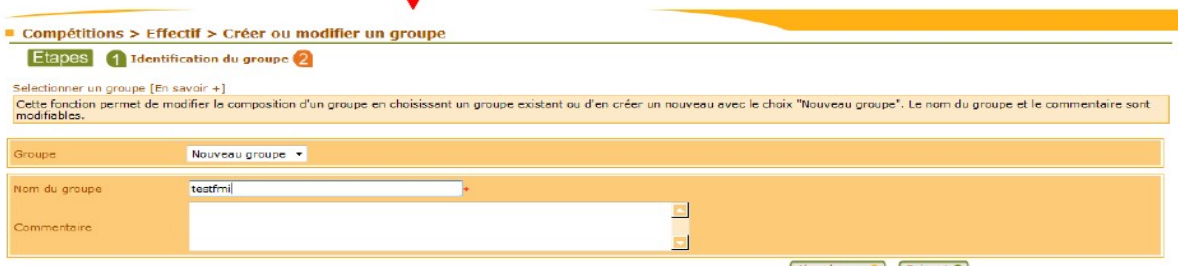 Compétitions > Effectif > Créer ou modifier un groupe
Etapes 1 Identification du groupe 2
Selectionner un groupe [En savoir +]
Cette fonction permet de modifier la composition d'un groupe en choisissant un groupe existant ou d'en créer un nouveau avec le choix "Nouveau groupe". Le nom du groupe et le commentaire sont
modifiables.
Groupe Nouveau groupe
Nom du groupe testfmi *
Commentaire